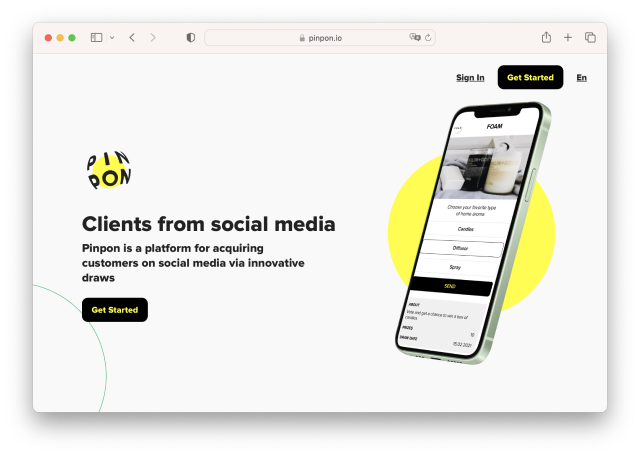 pinpon.io
Sign In
Get Started
En
PIN
PON
Clients from social media
Pinpon is a platform for acquiring
customers on social media via innovative
draws
Get Started
FOAM
Choose your favorite type
of home aroma
Candles
Diffuser
Spray
SEND
ABOUT
Vote and get a chance to win a box of
candles
PRIZES
10
DRAW DATE
15.02.2021